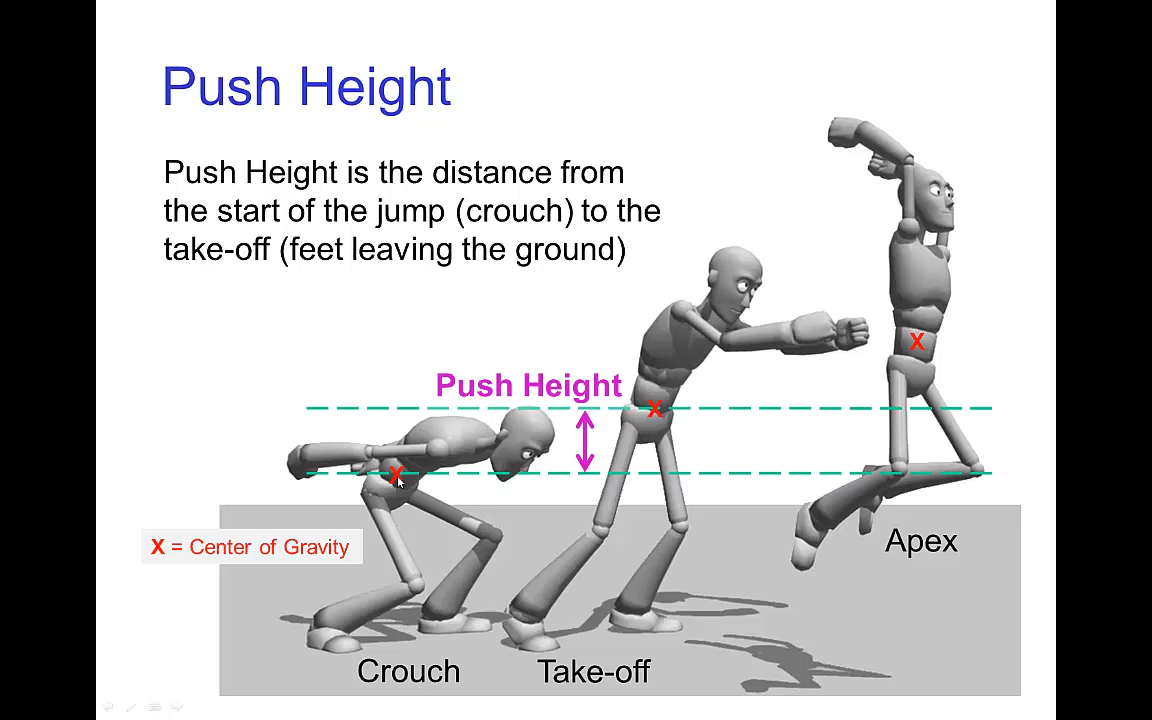 Push Height
Push Height is the distance from
the start of the jump (crouch) to the
take-off (feet leaving the ground)
Push Height
X
X
X
X = Center of Gravity
Apex
Crouch
Take-off